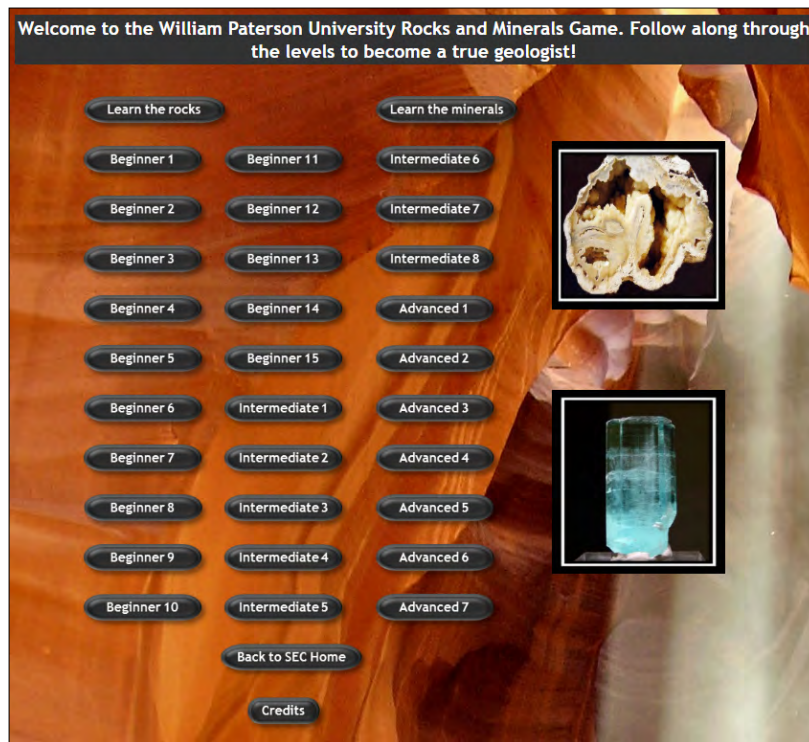 Welcome to the William Paterson University Rocks and Minerals Game. Follow along through
the levels to become a true geologist!
Learn the rocks
Learn the minerals
Beginner 1
Beginner 11
Intermediate 6
Beginner 2
Beginner 12
Intermediate 7
Beginner 3
Beginner 13
Intermediate 8
Beginner 4
Beginner 14
Advanced 1
Beginner 5
Beginner 15
Advanced 2
Beginner 6
Intermediate 1
Advanced 3
Beginner 7
Intermediate 2
Advanced 4
Beginner 8
Intermediate 3
Advanced 5
Beginner 9
Intermediate 4
Advanced 6
Beginner 10
Intermediate 5
Advanced 7
Back to SEC Home
Credits